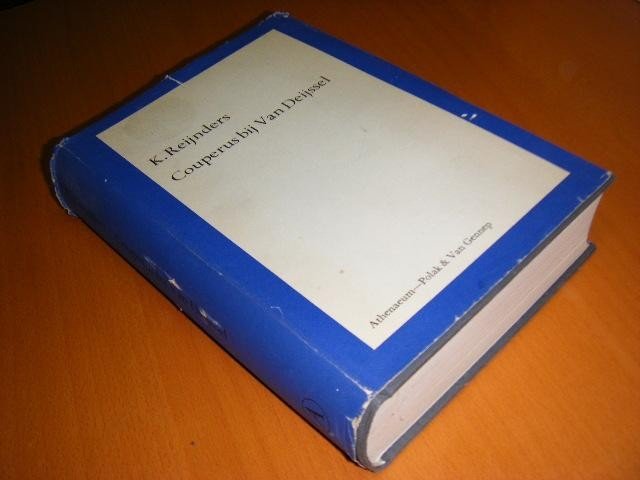 K. Reijnders
Couperus bij Van Deijssel
Athenaeum—Polak & Van Gennep